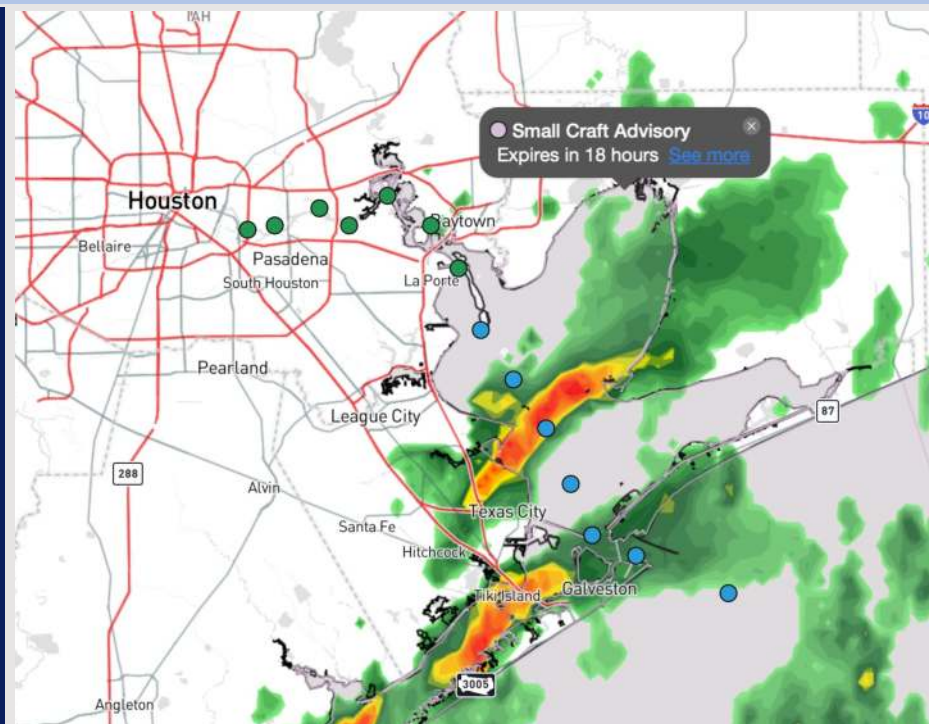 IAH
10
Small Craft Advisory
Expires in 18 hours See more
Houston
Baytown
Bellaire
Pasadena
South Houston
La Porte
Pearland
League City
87
288
Alvin
Texas City
Santa Fe
Hitchcock
Tiki Island
Galveston
3005
Angleton